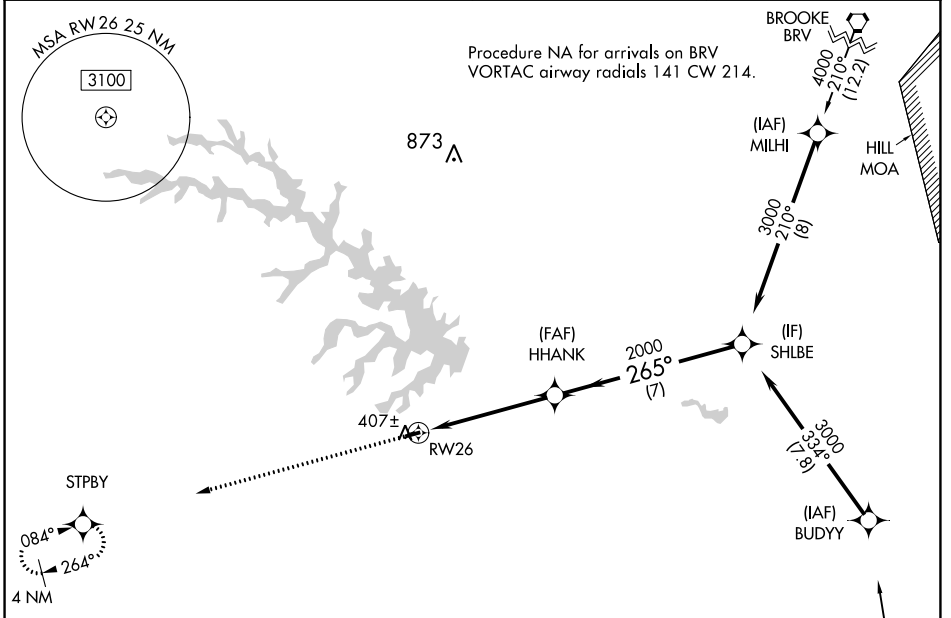 MSA RW26 25 NM
3100
Procedure NA for arrivals on BRV
VORTAC airway radials 141 CW 214.
BROOKE
BRV
4000
210°
(12.2)
873
(IAF)
MILHI
HILL
MOA
3000
210°
(8)
(FAF)
HHANK
2000
265°
(7)
(IF)
SHLBE
407±
RW26
3000
334°
(7.8)
STPBY
084°
264°
4 NM
(IAF)
BUDYY